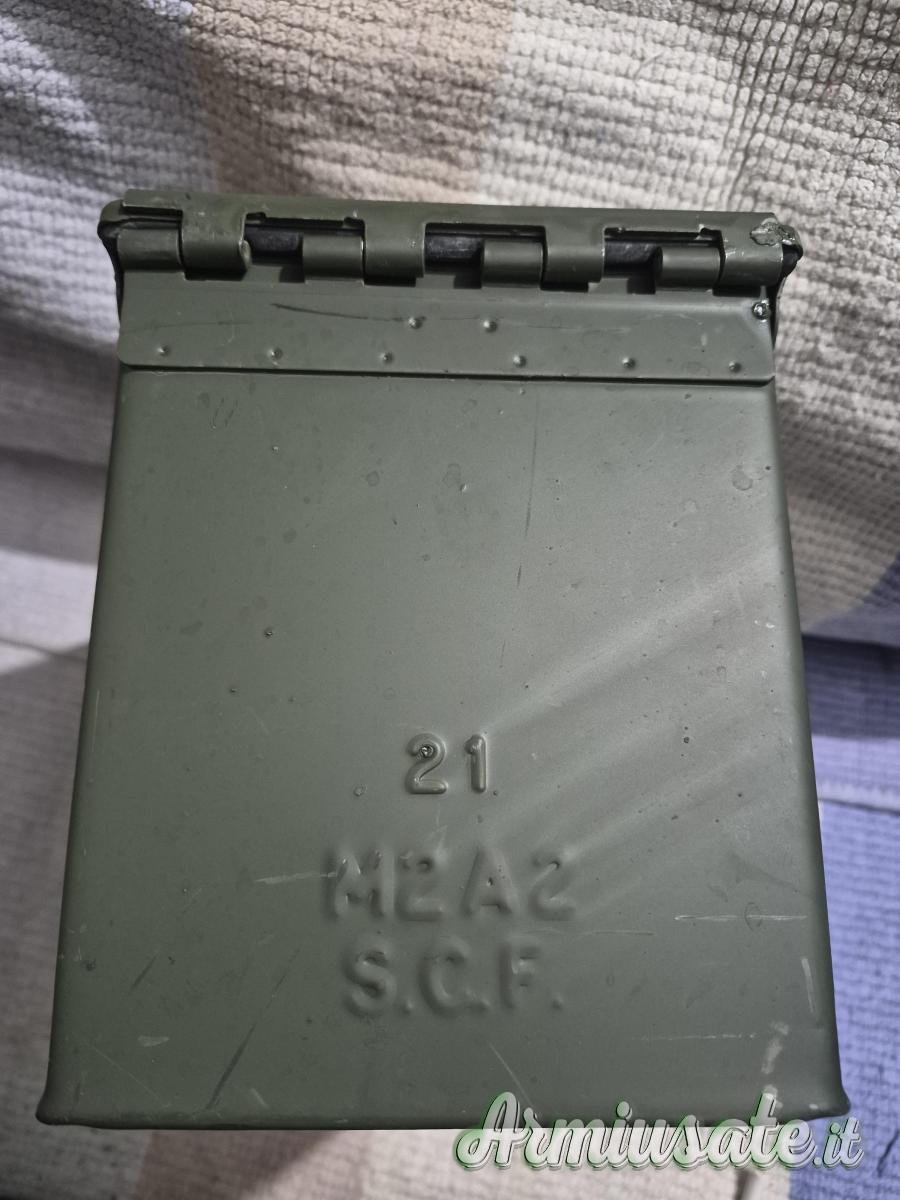 21
M2A2
S.C.F.
Armiusate.it